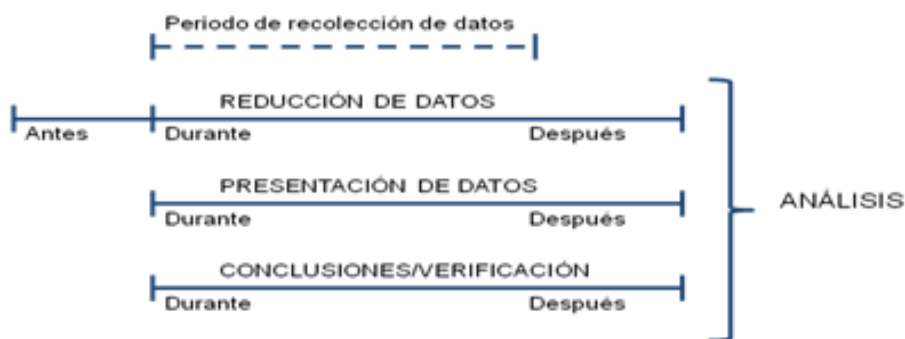 Periodo de recolección de datos
REDUCCIÓN DE DATOS
Antes Durante Después
PRESENTACIÓN DE DATOS
Durante Después
ANÁLISIS
CONCLUSIONES/VERIFICACIÓN
Durante Después